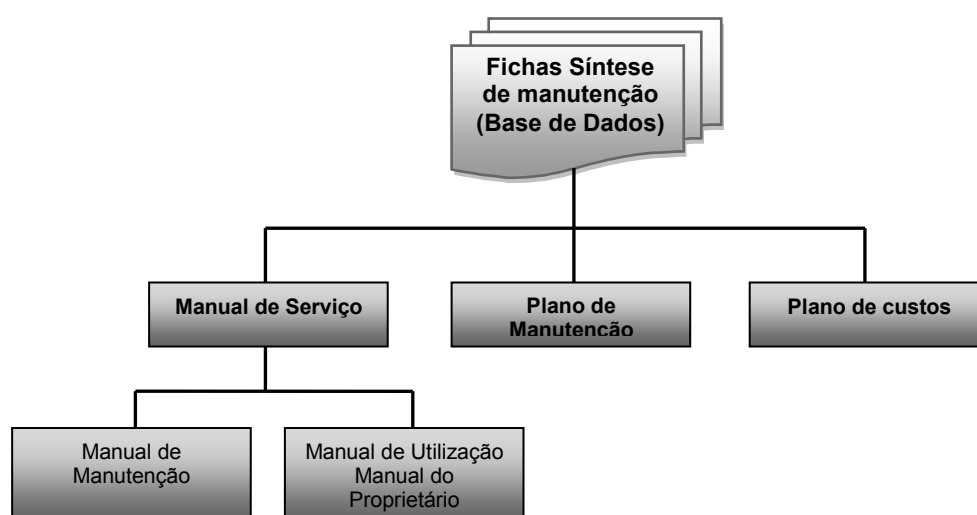 Fichas Síntese
de manutenção
(Base de Dados)
Manual de Serviço
Plano de
Manutenção
Plano de custos
Manual de
Manutenção
Manual de Utilização
Manual do
Proprietário